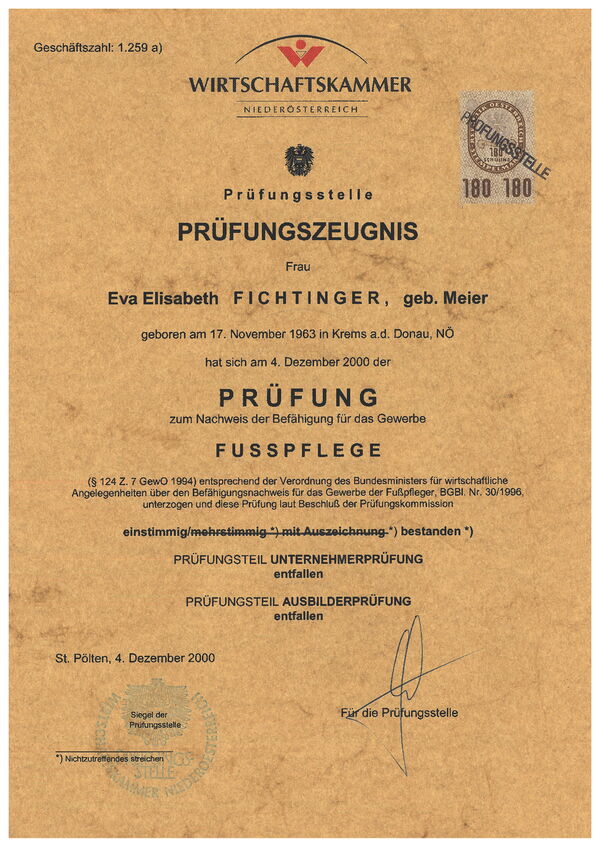 Geschäftszahl: 1.259 a)
WIRTSCHAFTSKAMMER
NIEDERÖSTERREICH
180
SCHILLING
180 180
PRÜFUNGSSTELLE
Prüfungsstelle
PRÜFUNGSZEUGNIS
Frau
Eva Elisabeth FICHTINGER, geb. Meier
geboren am 17. November 1963 in Krems a.d. Donau, NÖ
hat sich am 4. Dezember 2000 der
PRÜFUNG
zum Nachweis der Befähigung für das Gewerbe
FUSSPFLEGE
(§ 124 Z. 7 GewO 1994) entsprechend der Verordnung des Bundesministers für wirtschaftliche
Angelegenheiten über den Befähigungsnachweis für das Gewerbe der Fußpfleger, BGBl. Nr. 30/1996,
unterzogen und diese Prüfung laut Beschluß der Prüfungskommission
einstimmig/mehrstimmig *) mit Auszeichnung *) bestanden *)
PRÜFUNGSTEIL UNTERNEHMERPRÜFUNG
entfallen
PRÜFUNGSTEIL AUSBILDERPRÜFUNG
entfallen
St. Pölten, 4. Dezember 2000
Siegel der
Prüfungsstelle
Für die Prüfungsstelle
*) Nichtzutreffendes streichen
STELLE
NIEDEROESTERREICH